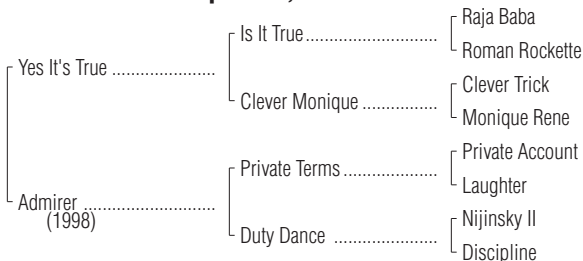 Raja Baba
Is It True
Roman Rockette
Yes It's True
Clever Trick
Clever Monique
Monique Rene
Private Account
Private Terms
Laughter
Admirer
(1998)
Nijinsky II
Duty Dance
Discipline